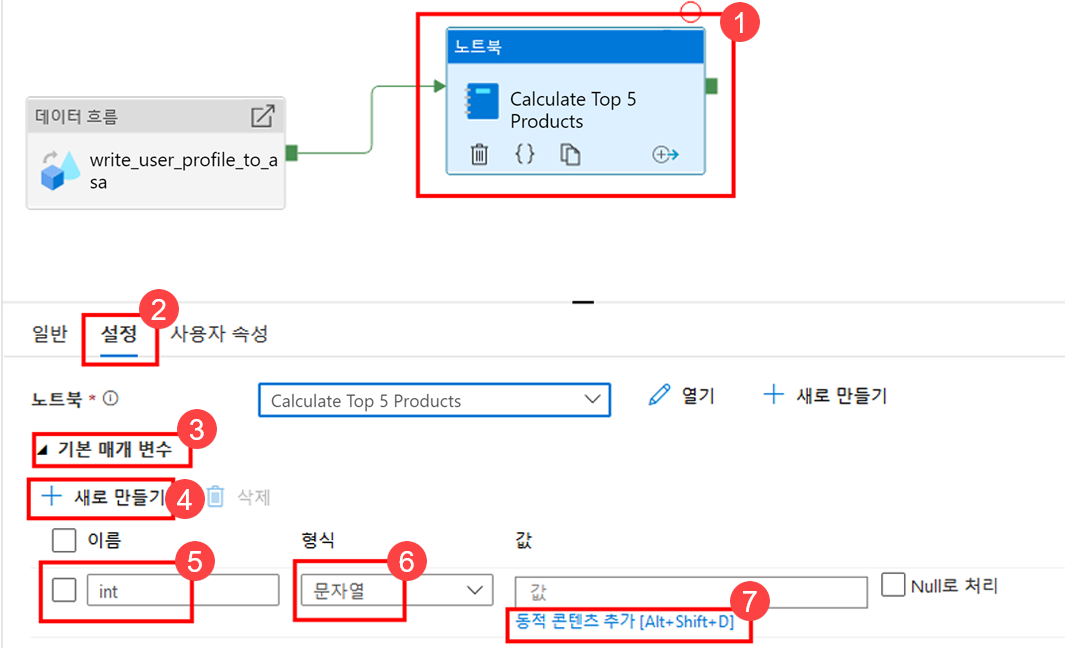 1
노트북
Calculate Top 5
Products
데이터 흐름
write_user_profile_to_a
sa
2
일반 설정 사용자 속성
노트북 * Calculate Top 5 Products 열기 + 새로 만들기
3
기본 매개 변수
+ 새로 만들기 4 삭제
이름 형식 값
5 6
int 문자열 값 Null로 처리
7
동적 콘텐츠 추가 [Alt+Shift+D]